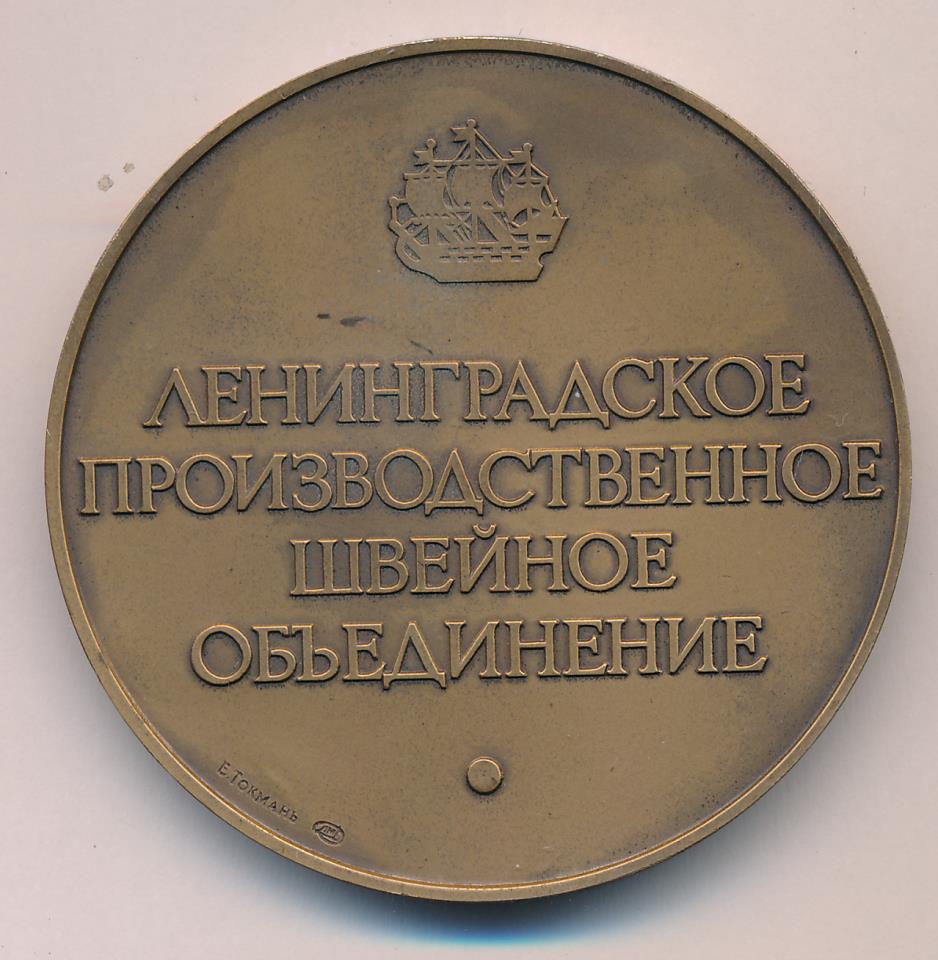 ЛЕНИНГРАДСКОЕ
ПРОИЗВОДСТВЕННОЕ
ШВЕЙНОЕ
ОБЪЕДИНЕНИЕ
Е. ТОКМАНЬ
ЛМД